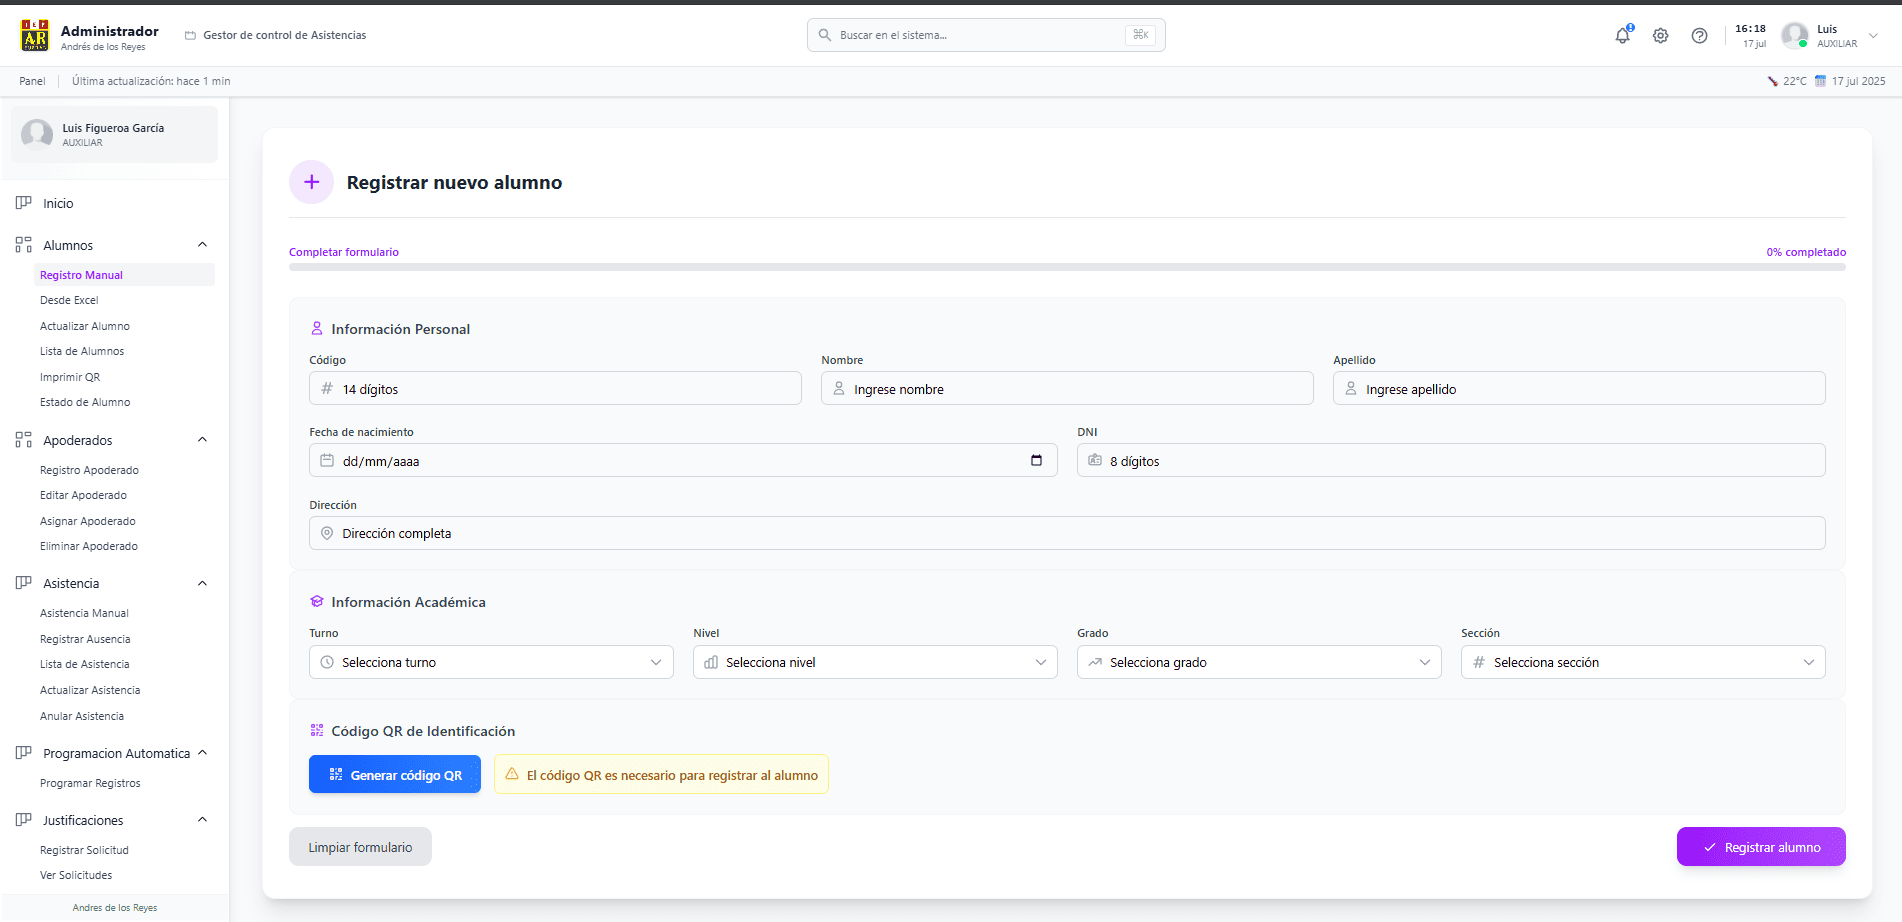 I E P
AR
Administrador
Andrés de los Reyes
Gestor de control de Asistencias
Buscar en el sistema...
⌘K
16:18
17 jul
Luis
AUXILIAR
Panel
Última actualización: hace 1 min
22°C
17 jul 2025
Luis Figueroa García
AUXILIAR
Inicio
Alumnos
Registro Manual
Desde Excel
Actualizar Alumno
Lista de Alumnos
Imprimir QR
Estado de Alumno
Apoderados
Registro Apoderado
Editar Apoderado
Asignar Apoderado
Eliminar Apoderado
Asistencia
Asistencia Manual
Registrar Ausencia
Lista de Asistencia
Actualizar Asistencia
Anular Asistencia
Programacion Automatica
Programar Registros
Justificaciones
Registrar Solicitud
Ver Solicitudes
Andres de los Reyes
Registrar nuevo alumno
Completar formulario
0% completado
Información Personal
Código
Nombre
Apellido
14 dígitos
Ingrese nombre
Ingrese apellido
Fecha de nacimiento
DNI
dd/mm/aaaa
8 dígitos
Dirección
Dirección completa
Información Académica
Turno
Nivel
Grado
Sección
Selecciona turno
Selecciona nivel
Selecciona grado
Selecciona sección
Código QR de Identificación
Generar código QR
El código QR es necesario para registrar al alumno
Limpiar formulario
Registrar alumno